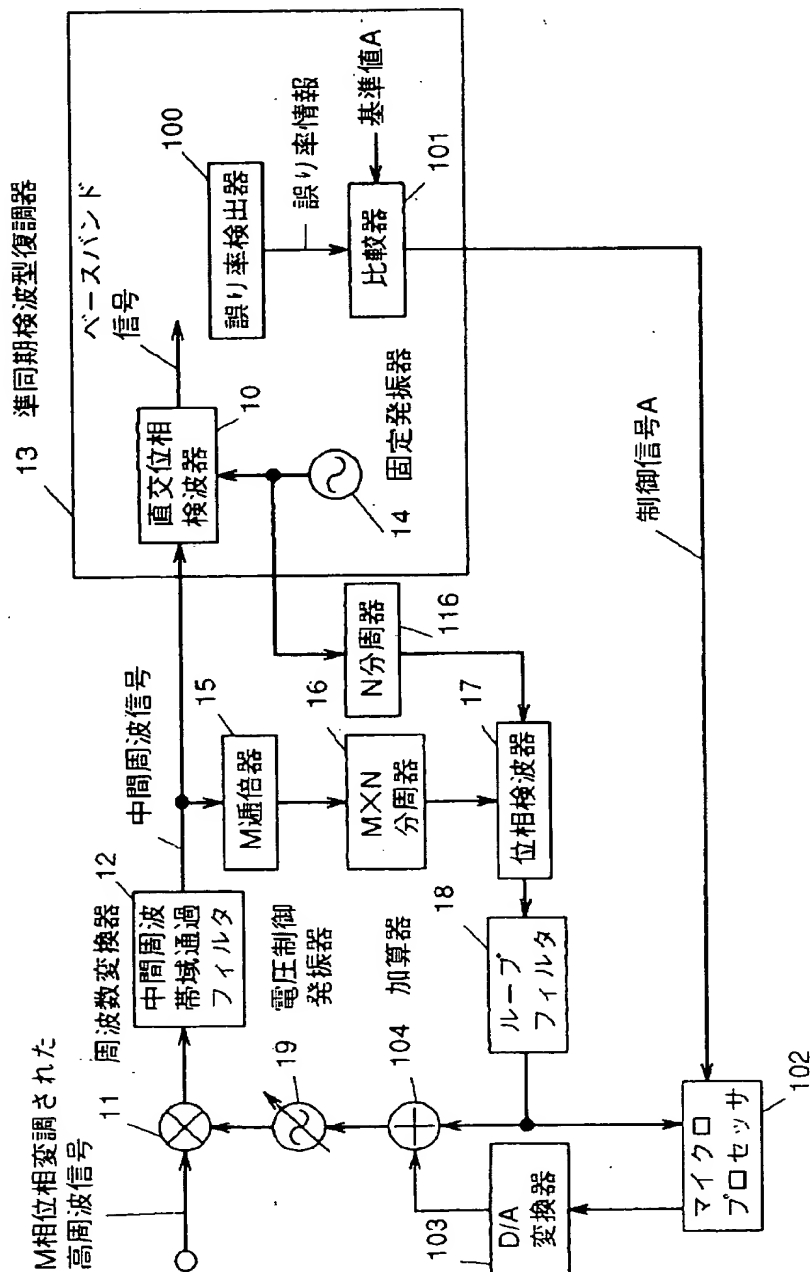 M相位相変調された
高周波信号
11
周波数変換器
12
中間周波
帯域通過
フィルタ
中間周波信号
13 準同期検波型復調器
直交位相
検波器
10
ベースバンド
信号
14
固定発振器
100
誤り率検出器
誤り率情報
基準値A
比較器
101
15
M逓倍器
16
M×N
分周器
N分周器
116
17
位相検波器
18
ループ
フィルタ
19
電圧制御
発振器
104 加算器
103
D/A
変換器
マイクロ
プロセッサ
102
制御信号A